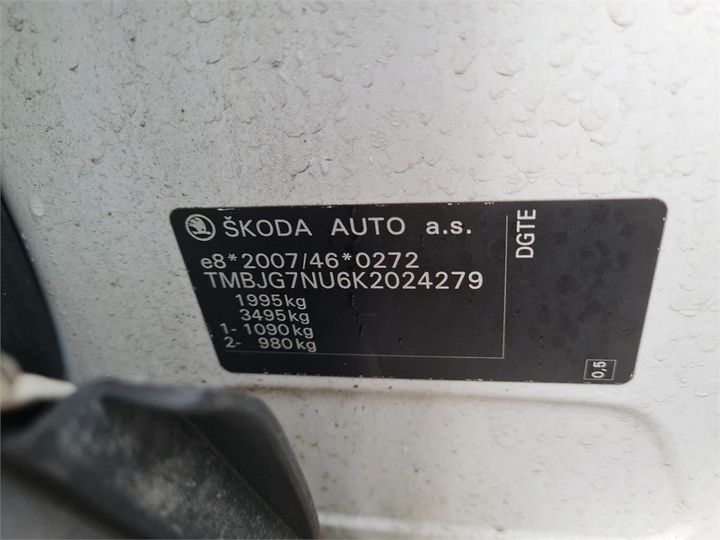 ŠKODA AUTO a.s.
e8*2007/46*0272
TMBJG7NU6K2024279
1995kg
3495kg
1- 1090kg
2- 980kg
DGTE
0,5